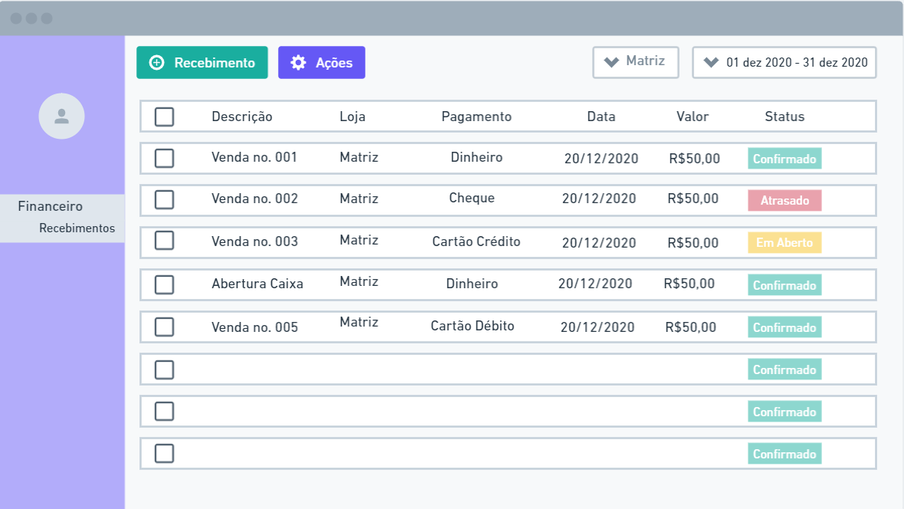 Recebimento Ações Matriz 01 dez 2020 - 31 dez 2020
Financeiro
Recebimentos
Descrição Loja Pagamento Data Valor Status
Venda no. 001 Matriz Dinheiro 20/12/2020 R$50,00 Confirmado
Venda no. 002 Matriz Cheque 20/12/2020 R$50,00 Atrasado
Venda no. 003 Matriz Cartão Crédito 20/12/2020 R$50,00 Em Aberto
Abertura Caixa Matriz Dinheiro 20/12/2020 R$50,00 Confirmado
Venda no. 005 Matriz Cartão Débito 20/12/2020 R$50,00 Confirmado
Confirmado
Confirmado
Confirmado